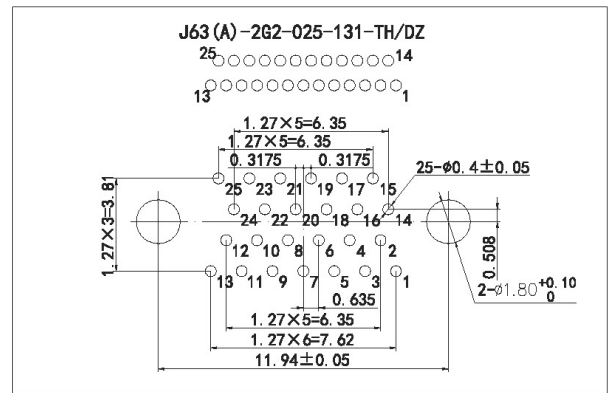 J63(A)-2G2-025-131-TH/DZ
25 14
13 1
1.27×5=6.35
1.27×5=6.35
0.3175 0.3175
25-ϕ0.4±0.05
25 23 21 19 17 15
24 22 20 18 16 14
12 10 8 6 4 2
13 11 9 7 5 3 1
1.27×3=3.81
0.508
2-ϕ1.80+0.10
0
0.635
1.27×5=6.35
1.27×6=7.62
11.94±0.05